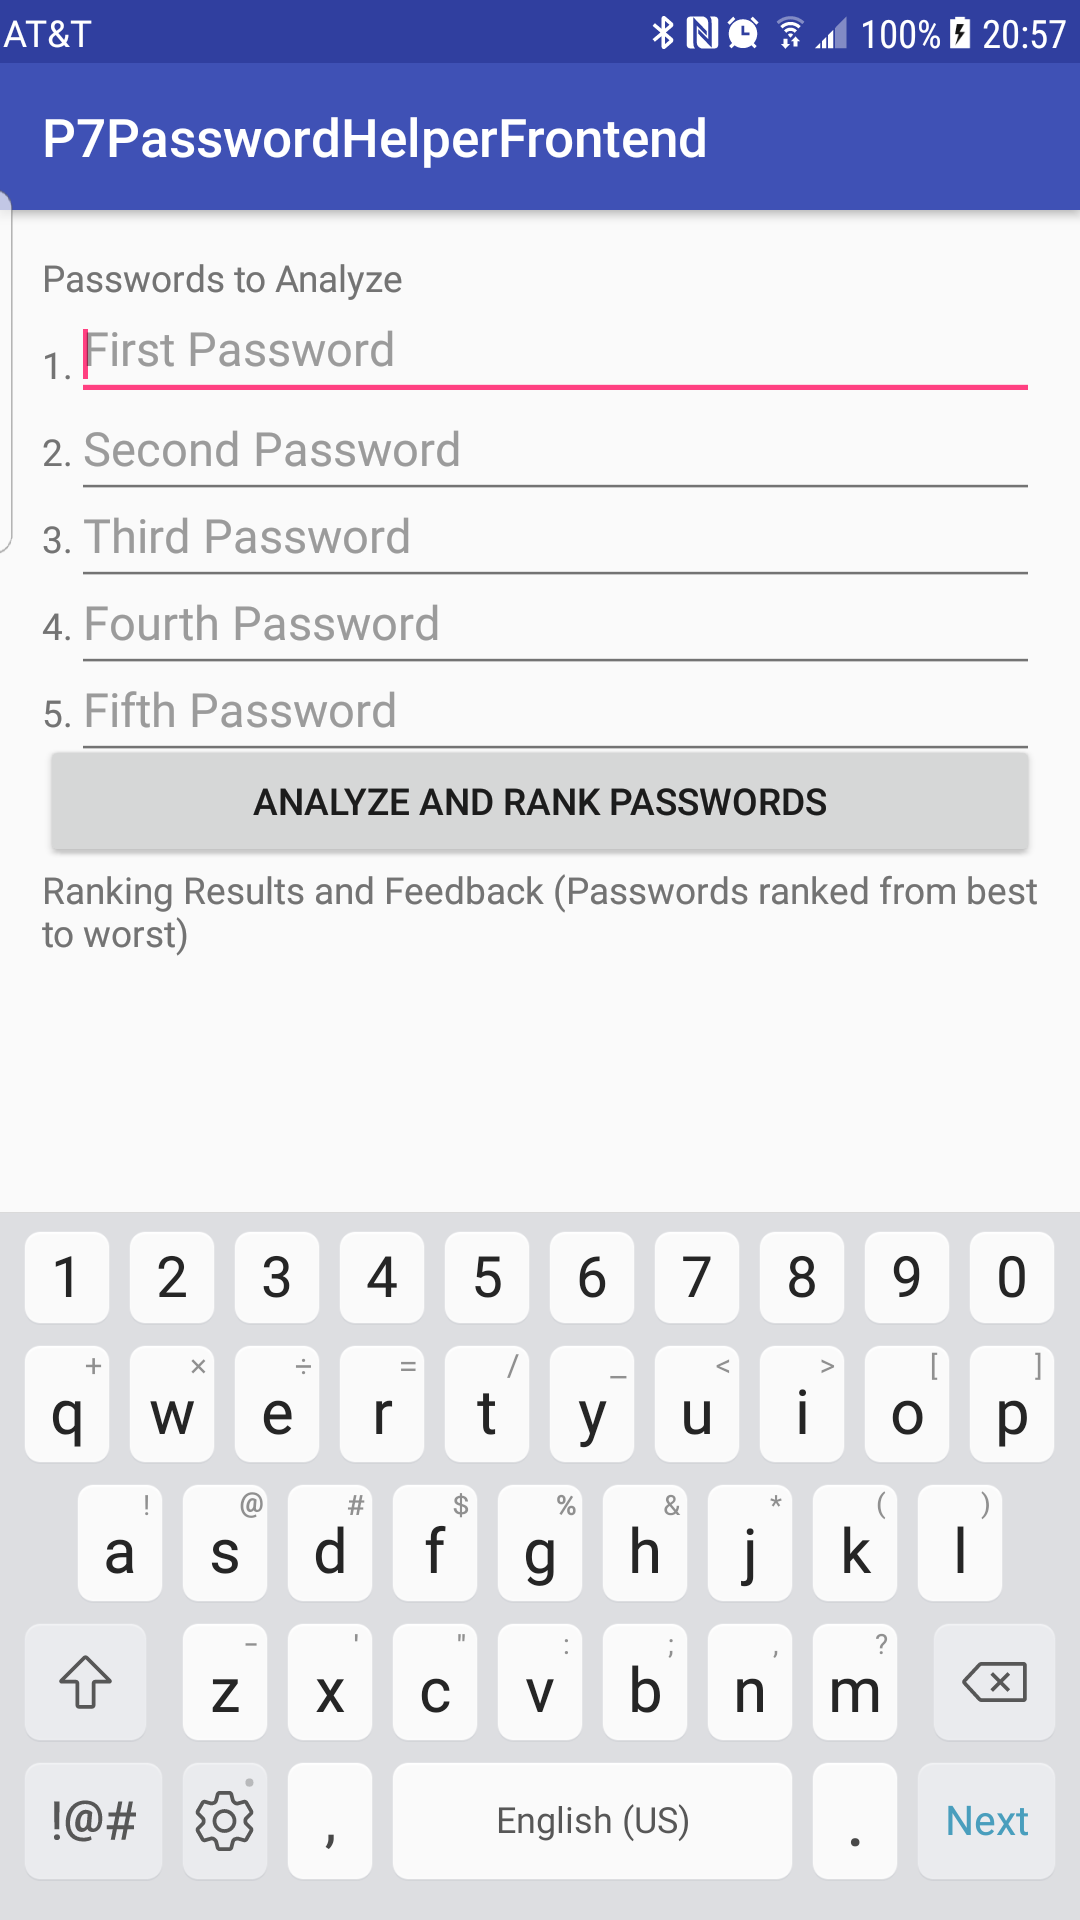 AT&T 100% 20:57
P7PasswordHelperFrontend
Passwords to Analyze
1. First Password
2. Second Password
3. Third Password
4. Fourth Password
5. Fifth Password
ANALYZE AND RANK PASSWORDS
Ranking Results and Feedback (Passwords ranked from best
to worst)
1 2 3 4 5 6 7 8 9 0
+ × ÷ = / _ < > [ ]
q w e r t y u i o p
! @ # $ % & * ( )
a s d f g h j k l
- ' " : ; , ?
z x c v b n m
!@# , English (US) . Next